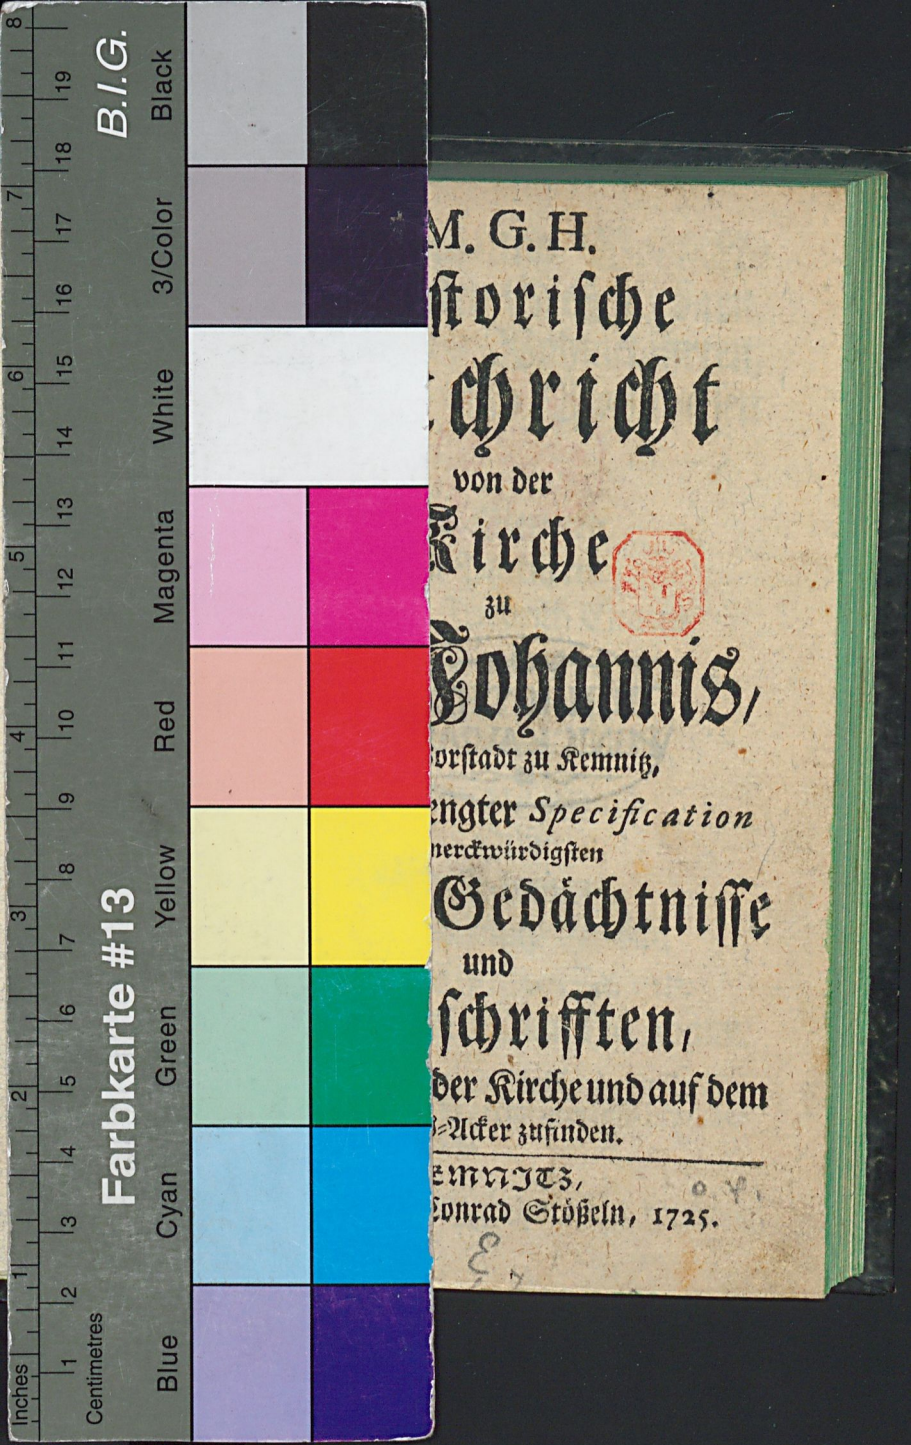 B.I.G.
Farbkarte #13
Black
3/Color
White
Magenta
Red
Yellow
Green
Cyan
Blue
Centimetres
1 2 3 4 5 6 7 8 9 10 11 12 13 14 15 16 17 18 19
Inches
1 2 3 4 5 6 7 8
M. G. H.
ſtoriſche
chricht
von der
Kirche
zu
Johannis,
orſtadt zu Kemnitz,
engter Specification
merckwürdigſten
Gedächtniſſe
und
ſchrifften,
der Kirche und auf dem
-Acker zufinden.
EMNITZ,
Conrad Stößeln, 1725.